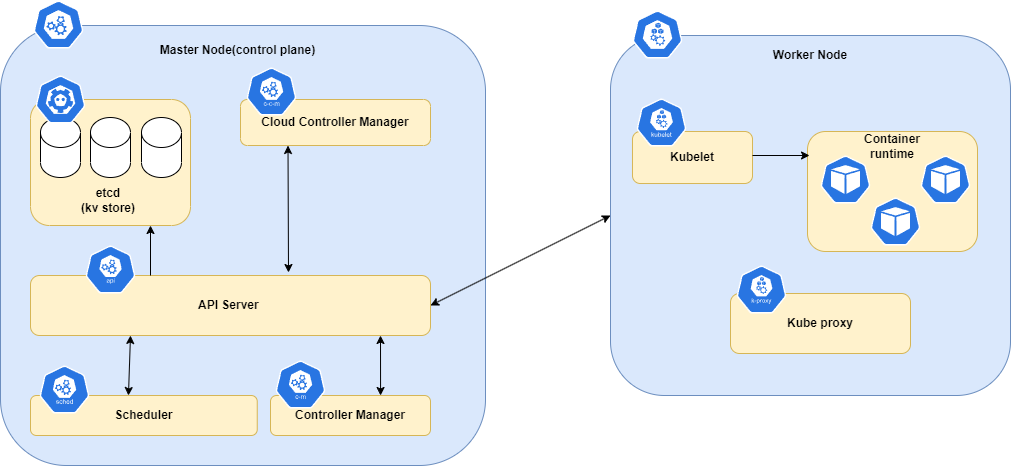 Master Node(control plane)
c-c-m
Cloud Controller Manager
etcd
(kv store)
api
API Server
sched
Scheduler
c-m
Controller Manager
Worker Node
kubelet
Kubelet
Container
runtime
k-proxy
Kube proxy